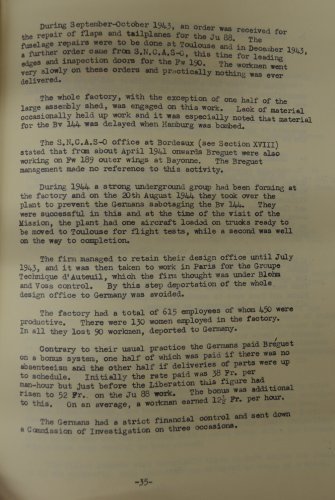 During September-October 1943, an order was received for
the repair of flaps and tailplanes for the Ju 88. The
fuselage repairs were to be done at Toulouse and in December 1943,
a further order came from S.N.C.A.S-O, this time for leading
edges and inspection doors for the Fw 190. The workmen went
very slowly on these orders and practically nothing was ever
delivered.
The whole factory, with the exception of one half of the
large assembly shed, was engaged on this work. Lack of material
occasionally held up work and it was especially noted that material
for the Bv 144 was delayed when Hamburg was bombed.
The S.N.C.A.S-O office at Bordeaux (see Section XVIII)
stated that from about April 1941 onwards Breguet were also
working on Fw 189 outer wings at Bayonne. The Breguet
management made no reference to this activity.
During 1944 a strong underground group had been forming at
the factory and on the 20th August 1944 they took over the
plant to prevent the Germans sabotaging the Bv 144. They
were successful in this and at the time of the visit of the
Mission, the plant had one aircraft loaded on trucks ready to
be towed to Toulouse for flight tests, while a second was well
on the way to completion.
The firm managed to retain their design office until July
1943, and it was then taken to work in Paris for the Groupe
Technique d'Auteuil, which the firm thought was under Blohm
and Voss control. By this step deportation of the whole
design office to Germany was avoided.
The factory had a total of 615 employees of whom 450 were
productive. There were 130 women employed in the factory.
In all they lost 90 workmen, deported to Germany.
Contrary to their usual practice the Germans paid Breguet
on a bonus system, one half of which was paid if there was no
absenteeism and the other half if deliveries of parts were up
to schedule. Initially the rate paid was 38 Fr. per
man-hour but just before the Liberation this figure had
risen to 52 Fr. on the Ju 88 work. The bonus was additional
to this. On an average, a workman earned 12½ Fr. per hour.
The Germans had a strict financial control and sent down
a Commission of Investigation on three occasions.
-35-